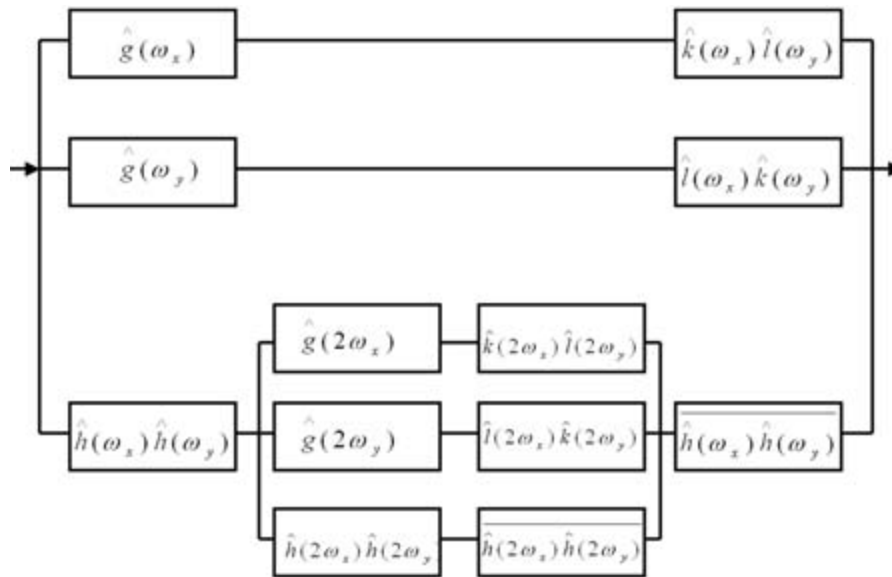 ĝ(ω_x)
k̂(ω_x) l̂(ω_y)
ĝ(ω_y)
l̂(ω_x) k̂(ω_y)
ĝ(2ω_x)
k̂(2ω_x) l̂(2ω_y)
ĥ(ω_x) ĥ(ω_y)
ĝ(2ω_y)
l̂(2ω_x) k̂(2ω_y)
\overline{ĥ(ω_x) ĥ(ω_y)}
ĥ(2ω_x) ĥ(2ω_y
\overline{ĥ(2ω_x) ĥ(2ω_y)}